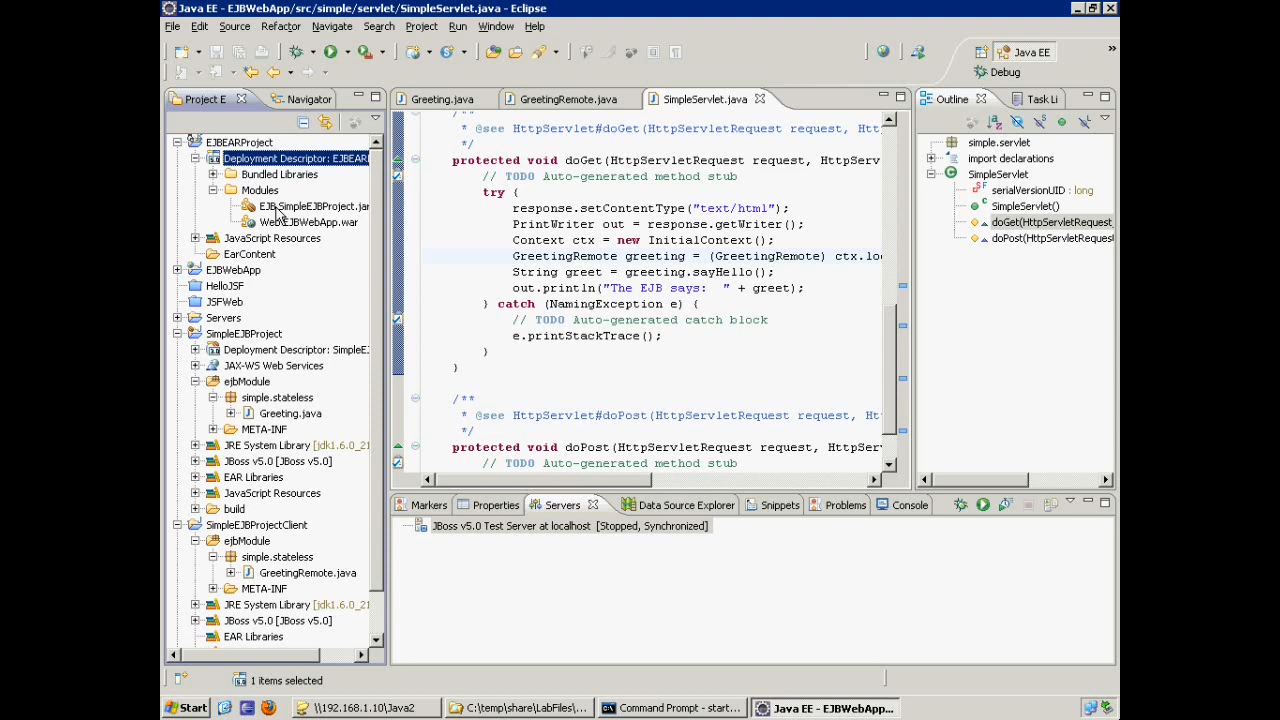 Java EE - EJBWebApp/src/simple/servlet/SimpleServlet.java - Eclipse
File Edit Source Refactor Navigate Search Project Run Window Help
Java EE
Debug
Project E Navigator
EJBEARProject
Deployment Descriptor: EJBEAR
Bundled Libraries
Modules
EJB SimpleEJBProject.jar
Web EJBWebApp.war
JavaScript Resources
EarContent
EJBWebApp
HelloJSF
JSFWeb
Servers
SimpleEJBProject
Deployment Descriptor: SimpleE
JAX-WS Web Services
ejbModule
simple.stateless
Greeting.java
META-INF
JRE System Library [jdk1.6.0_21
JBoss v5.0 [JBoss v5.0]
EAR Libraries
JavaScript Resources
build
SimpleEJBProjectClient
ejbModule
simple.stateless
GreetingRemote.java
META-INF
JRE System Library [jdk1.6.0_21
JBoss v5.0 [JBoss v5.0]
EAR Libraries
Greeting.java GreetingRemote.java SimpleServlet.java
/**
* @see HttpServlet#doGet(HttpServletRequest request, Htt
*/
protected void doGet(HttpServletRequest request, HttpServ
// TODO Auto-generated method stub
try {
response.setContentType("text/html");
PrintWriter out = response.getWriter();
Context ctx = new InitialContext();
GreetingRemote greeting = (GreetingRemote) ctx.lo
String greet = greeting.sayHello();
out.println("The EJB says:  " + greet);
} catch (NamingException e) {
// TODO Auto-generated catch block
e.printStackTrace();
}
}
/**
* @see HttpServlet#doPost(HttpServletRequest request, Ht
*/
protected void doPost(HttpServletRequest request, HttpSer
// TODO Auto-generated method stub
Outline Task Li
simple.servlet
import declarations
SimpleServlet
serialVersionUID : long
SimpleServlet()
doGet(HttpServletRequest
doPost(HttpServletRequest
Markers Properties Servers Data Source Explorer Snippets Problems Console
JBoss v5.0 Test Server at localhost [Stopped, Synchronized]
1 items selected
Start \\192.168.1.10\Java2 C:\temp\share\LabFiles\... Command Prompt - start... Java EE - EJBWebApp...